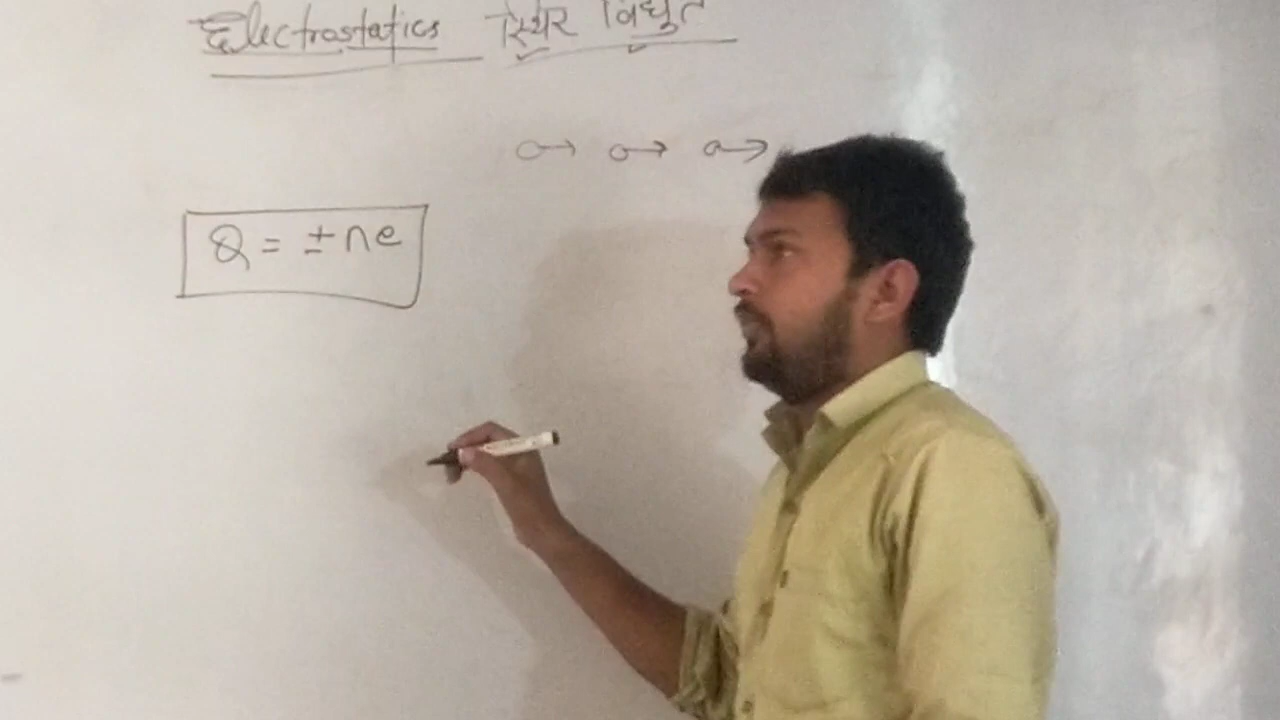 Electrostatics स्थिर विद्युत
Q = ±ne